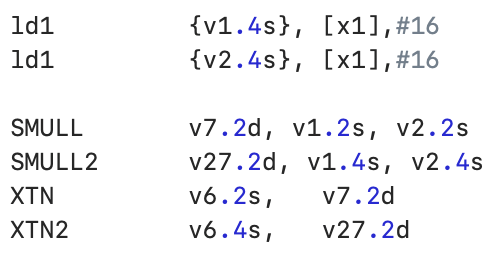 ld1 {v1.4s}, [x1],#16
ld1 {v2.4s}, [x1],#16
SMULL v7.2d, v1.2s, v2.2s
SMULL2 v27.2d, v1.4s, v2.4s
XTN v6.2s, v7.2d
XTN2 v6.4s, v27.2d